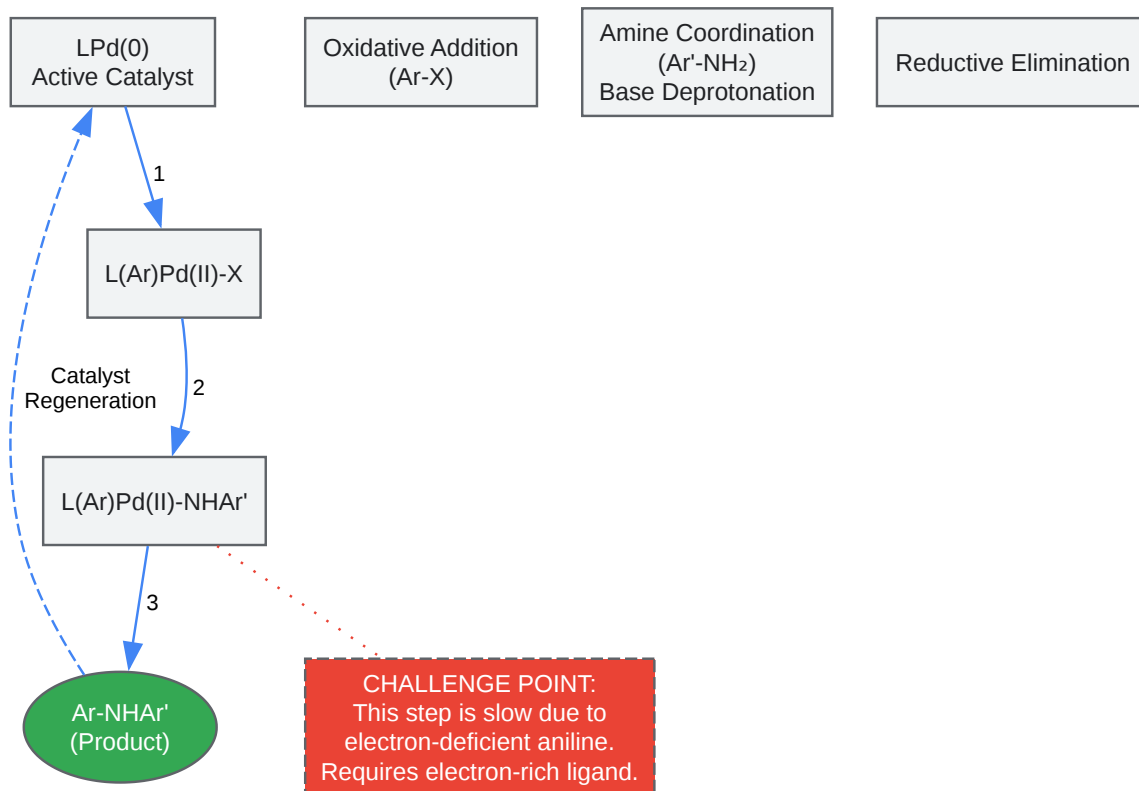 LPd(0)
Active Catalyst
Oxidative Addition
(Ar-X)
Amine Coordination
(Ar'-NH₂)
Base Deprotonation
Reductive Elimination
1
L(Ar)Pd(II)-X
Catalyst
Regeneration
2
L(Ar)Pd(II)-NHAr'
3
Ar-NHAr'
(Product)
CHALLENGE POINT:
This step is slow due to
electron-deficient aniline.
Requires electron-rich ligand.